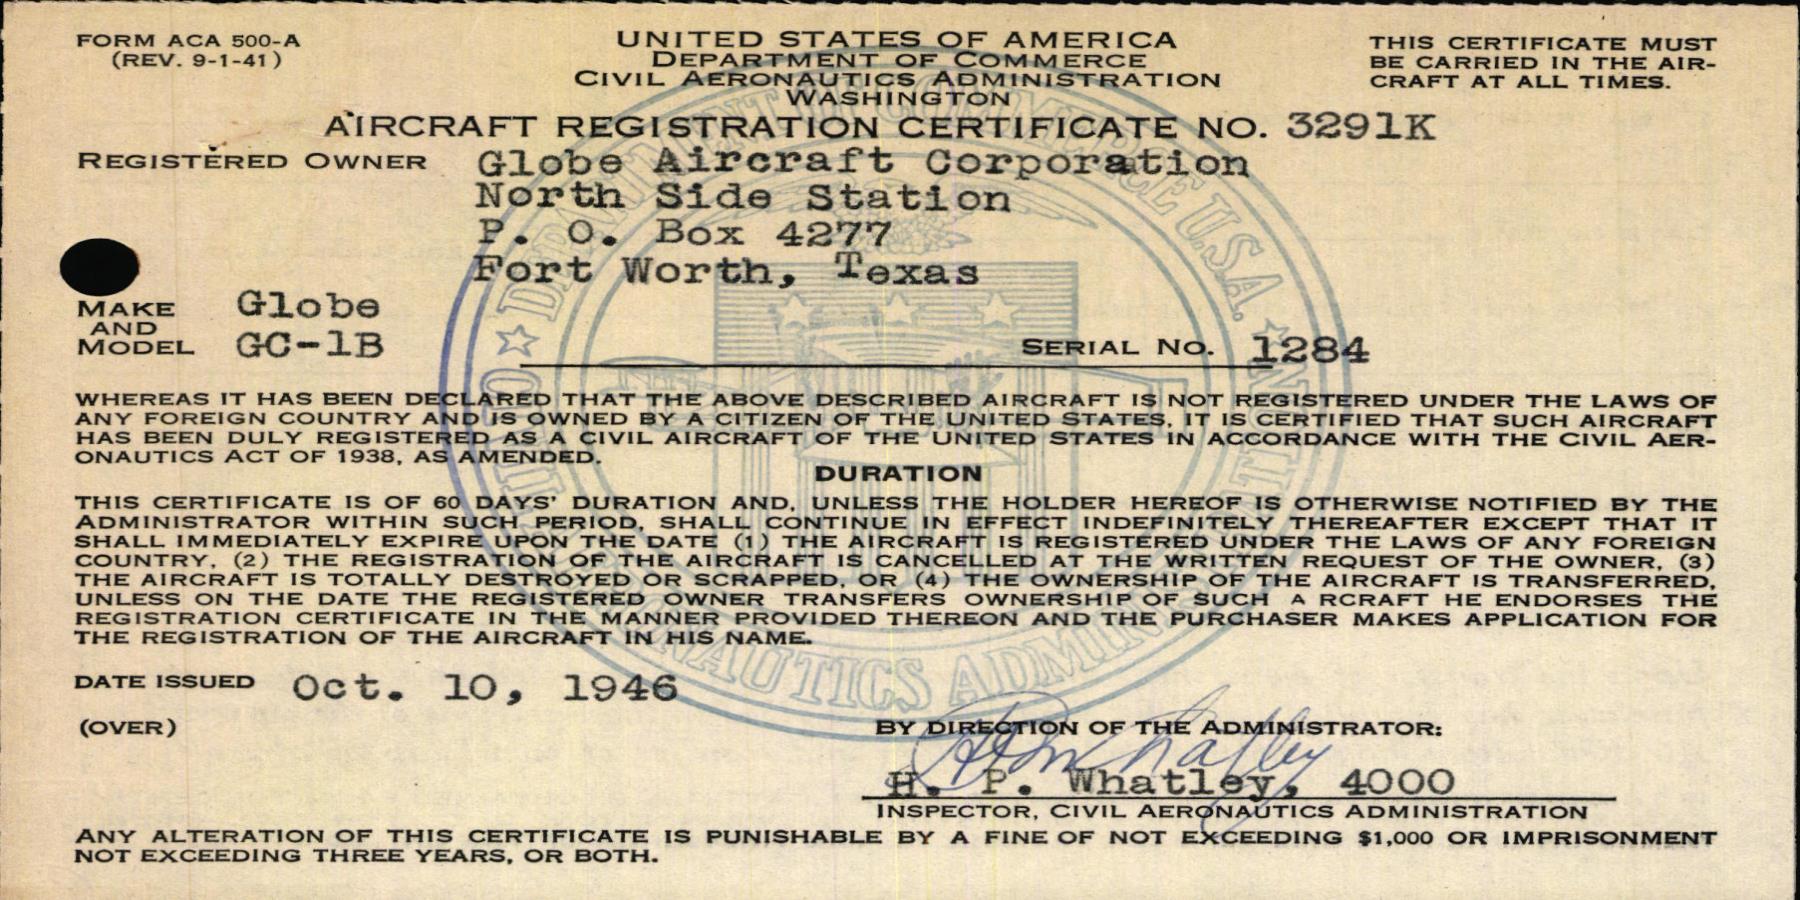 FORM ACA 500-A
(REV. 9-1-41)
UNITED STATES OF AMERICA
DEPARTMENT OF COMMERCE
CIVIL AERONAUTICS ADMINISTRATION
WASHINGTON
THIS CERTIFICATE MUST
BE CARRIED IN THE AIR-
CRAFT AT ALL TIMES.
AIRCRAFT REGISTRATION CERTIFICATE NO. 3291K
REGISTERED OWNER Globe Aircraft Corporation
North Side Station
P. O. Box 4277
Fort Worth, Texas
MAKE AND MODEL Globe
GC-1B
SERIAL NO. 1284
WHEREAS IT HAS BEEN DECLARED THAT THE ABOVE DESCRIBED AIRCRAFT IS NOT REGISTERED UNDER THE LAWS OF
ANY FOREIGN COUNTRY AND IS OWNED BY A CITIZEN OF THE UNITED STATES, IT IS CERTIFIED THAT SUCH AIRCRAFT
HAS BEEN DULY REGISTERED AS A CIVIL AIRCRAFT OF THE UNITED STATES IN ACCORDANCE WITH THE CIVIL AER-
ONAUTICS ACT OF 1938, AS AMENDED.
DURATION
THIS CERTIFICATE IS OF 60 DAYS' DURATION AND, UNLESS THE HOLDER HEREOF IS OTHERWISE NOTIFIED BY THE
ADMINISTRATOR WITHIN SUCH PERIOD, SHALL CONTINUE IN EFFECT INDEFINITELY THEREAFTER EXCEPT THAT IT
SHALL IMMEDIATELY EXPIRE UPON THE DATE (1) THE AIRCRAFT IS REGISTERED UNDER THE LAWS OF ANY FOREIGN
COUNTRY, (2) THE REGISTRATION OF THE AIRCRAFT IS CANCELLED AT THE WRITTEN REQUEST OF THE OWNER, (3)
THE AIRCRAFT IS TOTALLY DESTROYED OR SCRAPPED, OR (4) THE OWNERSHIP OF THE AIRCRAFT IS TRANSFERRED,
UNLESS ON THE DATE THE REGISTERED OWNER TRANSFERS OWNERSHIP OF SUCH A RCRAFT HE ENDORSES THE
REGISTRATION CERTIFICATE IN THE MANNER PROVIDED THEREON AND THE PURCHASER MAKES APPLICATION FOR
THE REGISTRATION OF THE AIRCRAFT IN HIS NAME.
DATE ISSUED Oct. 10, 1946
(OVER)
BY DIRECTION OF THE ADMINISTRATOR:
H P Whatley
H. P. Whatley, 4000
INSPECTOR, CIVIL AERONAUTICS ADMINISTRATION
ANY ALTERATION OF THIS CERTIFICATE IS PUNISHABLE BY A FINE OF NOT EXCEEDING $1,000 OR IMPRISONMENT
NOT EXCEEDING THREE YEARS, OR BOTH.
DEPARTMENT OF COMMERCE U.S.A.
CIVIL AERONAUTICS ADMINISTRATION